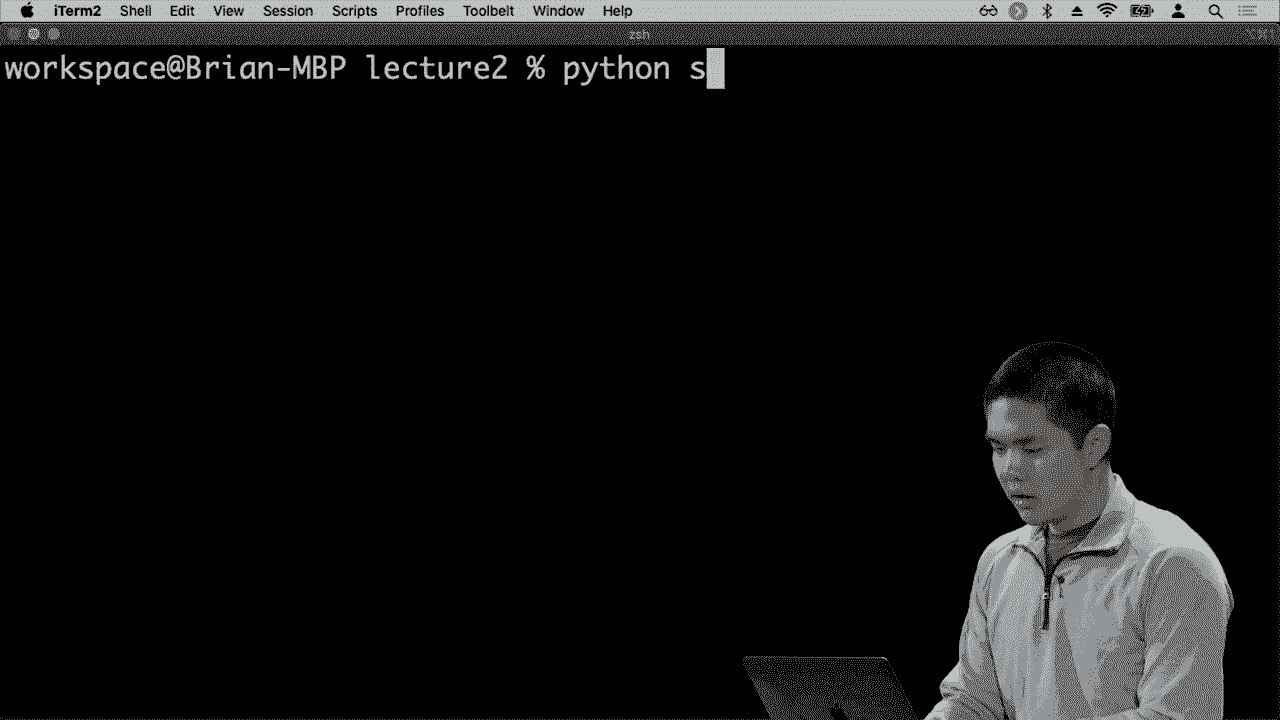 iTerm2 Shell Edit View Session Scripts Profiles Toolbelt Window Help
zsh
workspace@Brian-MBP lecture2 % python s